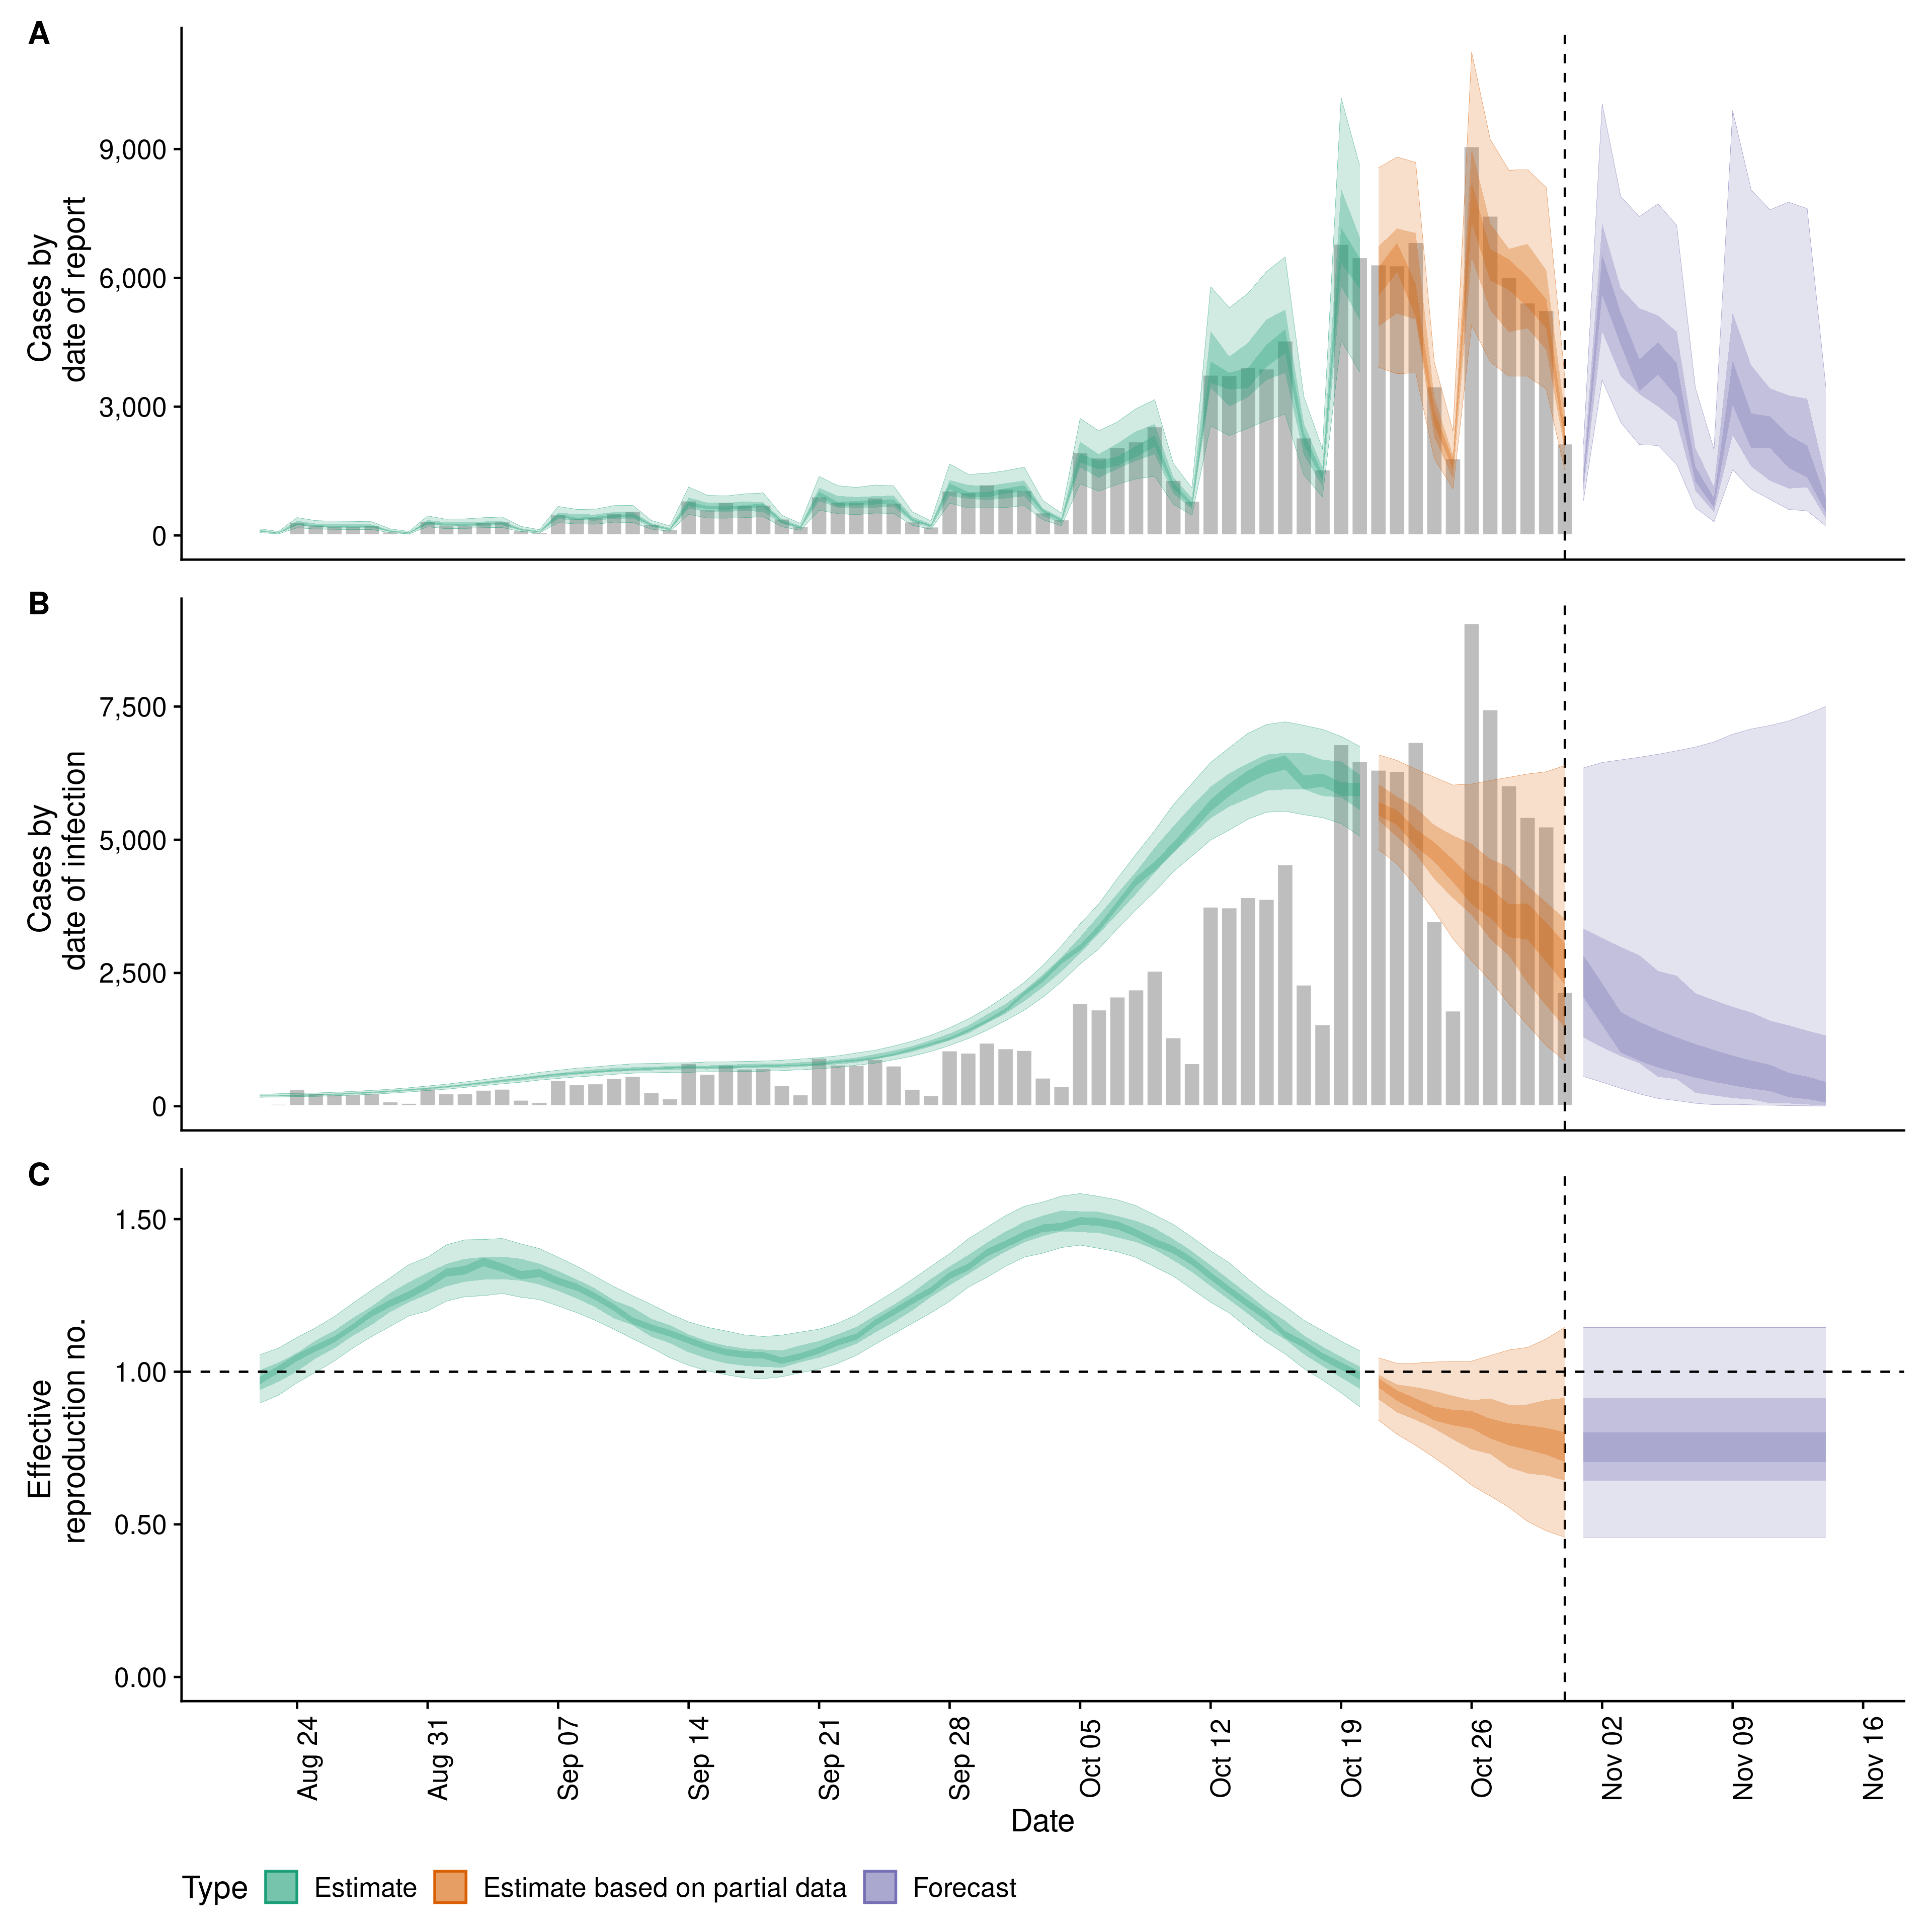 A
Cases by
date of report
9,000
6,000
3,000
0
B
Cases by
date of infection
7,500
5,000
2,500
0
C
Effective
reproduction no.
1.50
1.00
0.50
0.00
Aug 24
Aug 31
Sep 07
Sep 14
Sep 21
Sep 28
Oct 05
Oct 12
Oct 19
Oct 26
Nov 02
Nov 09
Nov 16
Date
Type
Estimate
Estimate based on partial data
Forecast